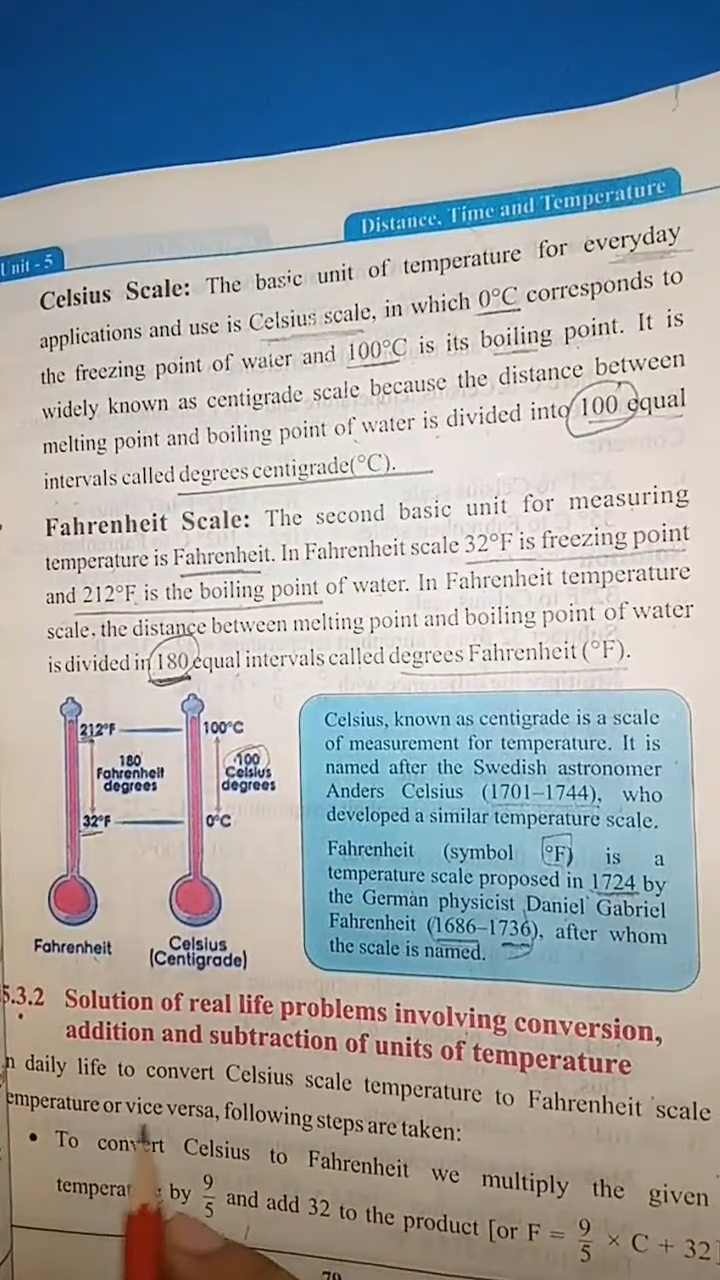 Distance, Time and Temperature
Unit - 5
Celsius Scale: The basic unit of temperature for everyday
applications and use is Celsius scale, in which 0°C corresponds to
the freezing point of water and 100°C is its boiling point. It is
widely known as centigrade scale because the distance between
melting point and boiling point of water is divided into 100 equal
intervals called degrees centigrade(°C).
Fahrenheit Scale: The second basic unit for measuring
temperature is Fahrenheit. In Fahrenheit scale 32°F is freezing point
and 212°F is the boiling point of water. In Fahrenheit temperature
scale, the distance between melting point and boiling point of water
is divided in 180 equal intervals called degrees Fahrenheit (°F).
212°F
100°C
180
Fahrenheit
degrees
100
Celsius
degrees
32°F
0°C
Fahrenheit
Celsius
(Centigrade)
Celsius, known as centigrade is a scale
of measurement for temperature. It is
named after the Swedish astronomer
Anders Celsius (1701–1744), who
developed a similar temperature scale.
Fahrenheit (symbol °F) is a
temperature scale proposed in 1724 by
the German physicist Daniel Gabriel
Fahrenheit (1686–1736), after whom
the scale is named.
5.3.2 Solution of real life problems involving conversion,
addition and subtraction of units of temperature
n daily life to convert Celsius scale temperature to Fahrenheit scale
emperature or vice versa, following steps are taken:
• To convert Celsius to Fahrenheit we multiply the given
by 9/5 and add 32 to the product [or F = 9/5 × C + 32]